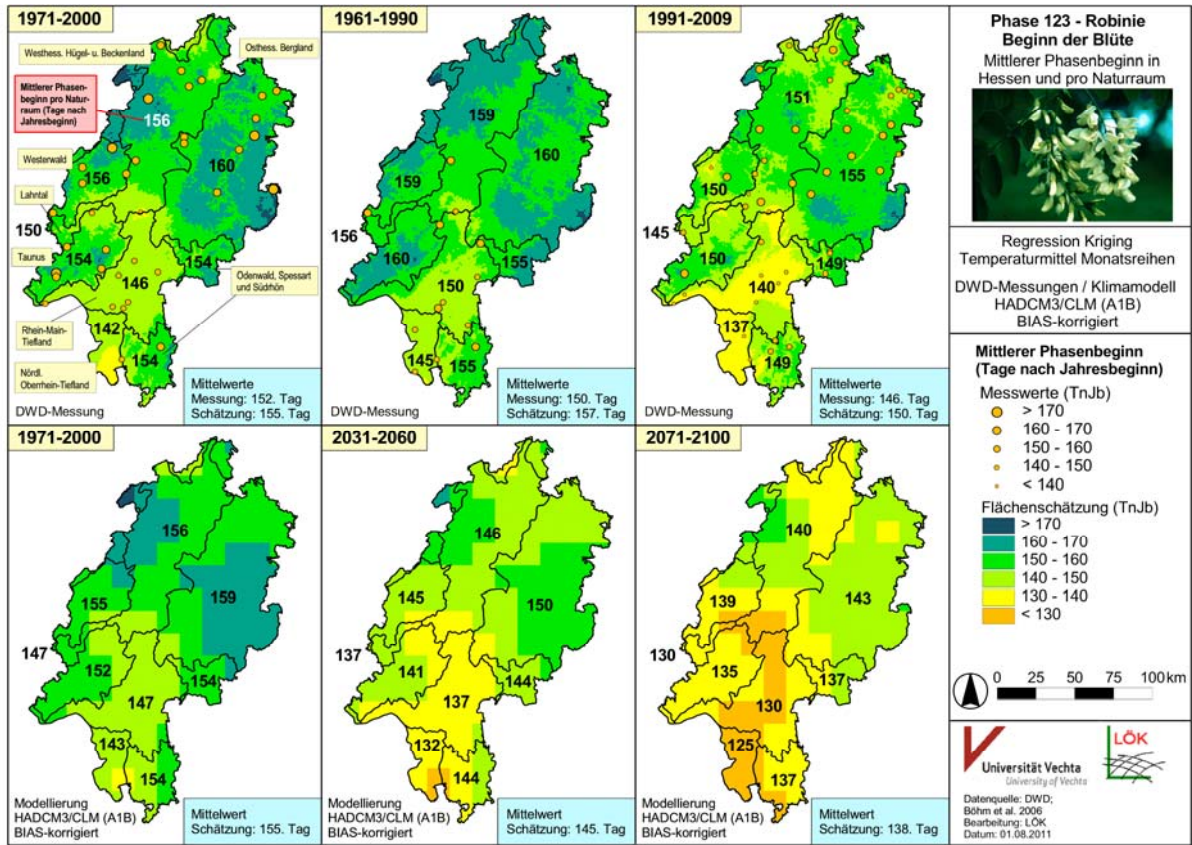 1971-2000
Westhess. Hügel- u. Beckenland
Osthess. Bergland
Mittlerer Phasen-
beginn pro Natur-
raum (Tage nach
Jahresbeginn)
156
160
Westerwald
156
Lahntal
150
154
Taunus
154
146
Odenwald, Spessart
und Südrhön
Rhein-Main-
Tiefland
142
154
Nördl.
Oberrhein-Tiefland
DWD-Messung
Mittelwerte
Messung: 152. Tag
Schätzung: 155. Tag
1961-1990
159
160
159
156
160
155
150
145
155
DWD-Messung
Mittelwerte
Messung: 150. Tag
Schätzung: 157. Tag
1991-2009
151
155
150
145
150
149
140
137
149
DWD-Messung
Mittelwerte
Messung: 146. Tag
Schätzung: 150. Tag
1971-2000
156
159
155
147
152
154
147
143
154
Modellierung
HADCM3/CLM (A1B)
BIAS-korrigiert
Mittelwert
Schätzung: 155. Tag
2031-2060
146
150
145
137
141
144
137
132
144
Modellierung
HADCM3/CLM (A1B)
BIAS-korrigiert
Mittelwert
Schätzung: 145. Tag
2071-2100
140
143
139
130
135
137
130
125
137
Modellierung
HADCM3/CLM (A1B)
BIAS-korrigiert
Mittelwert
Schätzung: 138. Tag
Phase 123 - Robinie
Beginn der Blüte
Mittlerer Phasenbeginn in
Hessen und pro Naturraum
Regression Kriging
Temperaturmittel Monatsreihen
DWD-Messungen / Klimamodell
HADCM3/CLM (A1B)
BIAS-korrigiert
Mittlerer Phasenbeginn
(Tage nach Jahresbeginn)
Messwerte (TnJb)
> 170
160 - 170
150 - 160
140 - 150
< 140
Flächenschätzung (TnJb)
> 170
160 - 170
150 - 160
140 - 150
130 - 140
< 130
0 25 50 75 100 km
Universität Vechta
University of Vechta
LÖK
Datenquelle: DWD;
Böhm et al. 2006
Bearbeitung: LÖK
Datum: 01.08.2011